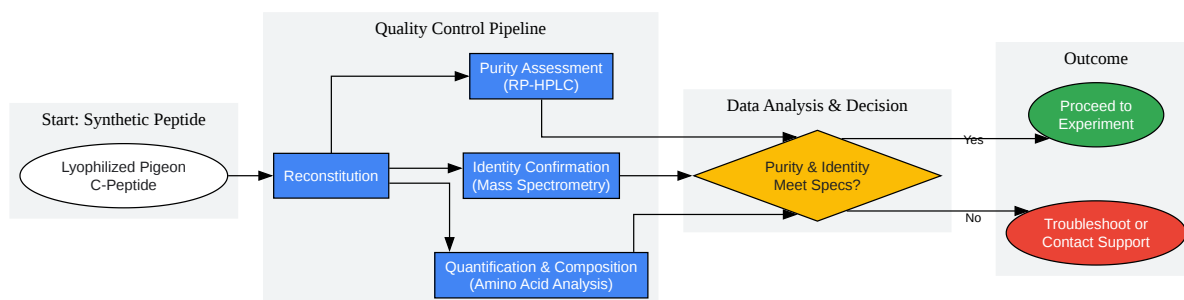 Quality Control Pipeline
Purity Assessment
(RP-HPLC)
Start: Synthetic Peptide
Lyophilized Pigeon
C-Peptide
Reconstitution
Identity Confirmation
(Mass Spectrometry)
Quantification & Composition
(Amino Acid Analysis)
Data Analysis & Decision
Purity & Identity
Meet Specs?
Yes
No
Outcome
Proceed to
Experiment
Troubleshoot or
Contact Support